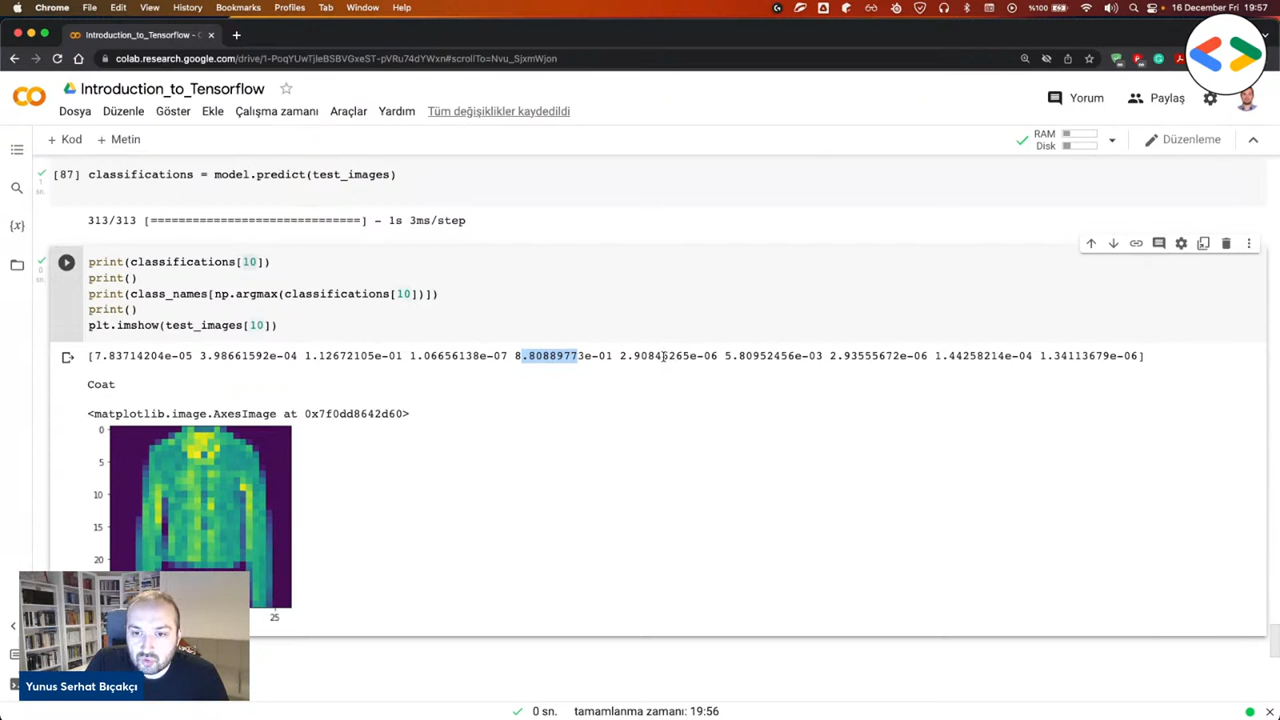 Chrome File Edit View History Bookmarks Profiles Tab Window Help %100 16 December Fri 19:57
Introduction_to_Tensorflow - C
colab.research.google.com/drive/1-PoqYUwTjleBSBVGxeST-pVRu74dYWxn#scrollTo=Nvu_SjxmWjon
Introduction_to_Tensorflow
Dosya Düzenle Göster Ekle Çalışma zamanı Araçlar Yardım Tüm değişiklikler kaydedildi
Yorum Paylaş
+ Kod + Metin
RAM
Disk
Düzenleme
[87] classifications = model.predict(test_images)
1
sn.
313/313 [==============================] - 1s 3ms/step
0
sn.
print(classifications[10])
print()
print(class_names[np.argmax(classifications[10])])
print()
plt.imshow(test_images[10])
[7.83714204e-05 3.98661592e-04 1.12672105e-01 1.06656138e-07 8.80889773e-01 2.90843265e-06 5.80952456e-03 2.93555672e-06 1.44258214e-04 1.34113679e-06]
Coat
<matplotlib.image.AxesImage at 0x7f0dd8642d60>
0
5
10
15
20
25
Yunus Serhat Bıçakçı
0 sn. tamamlanma zamanı: 19:56